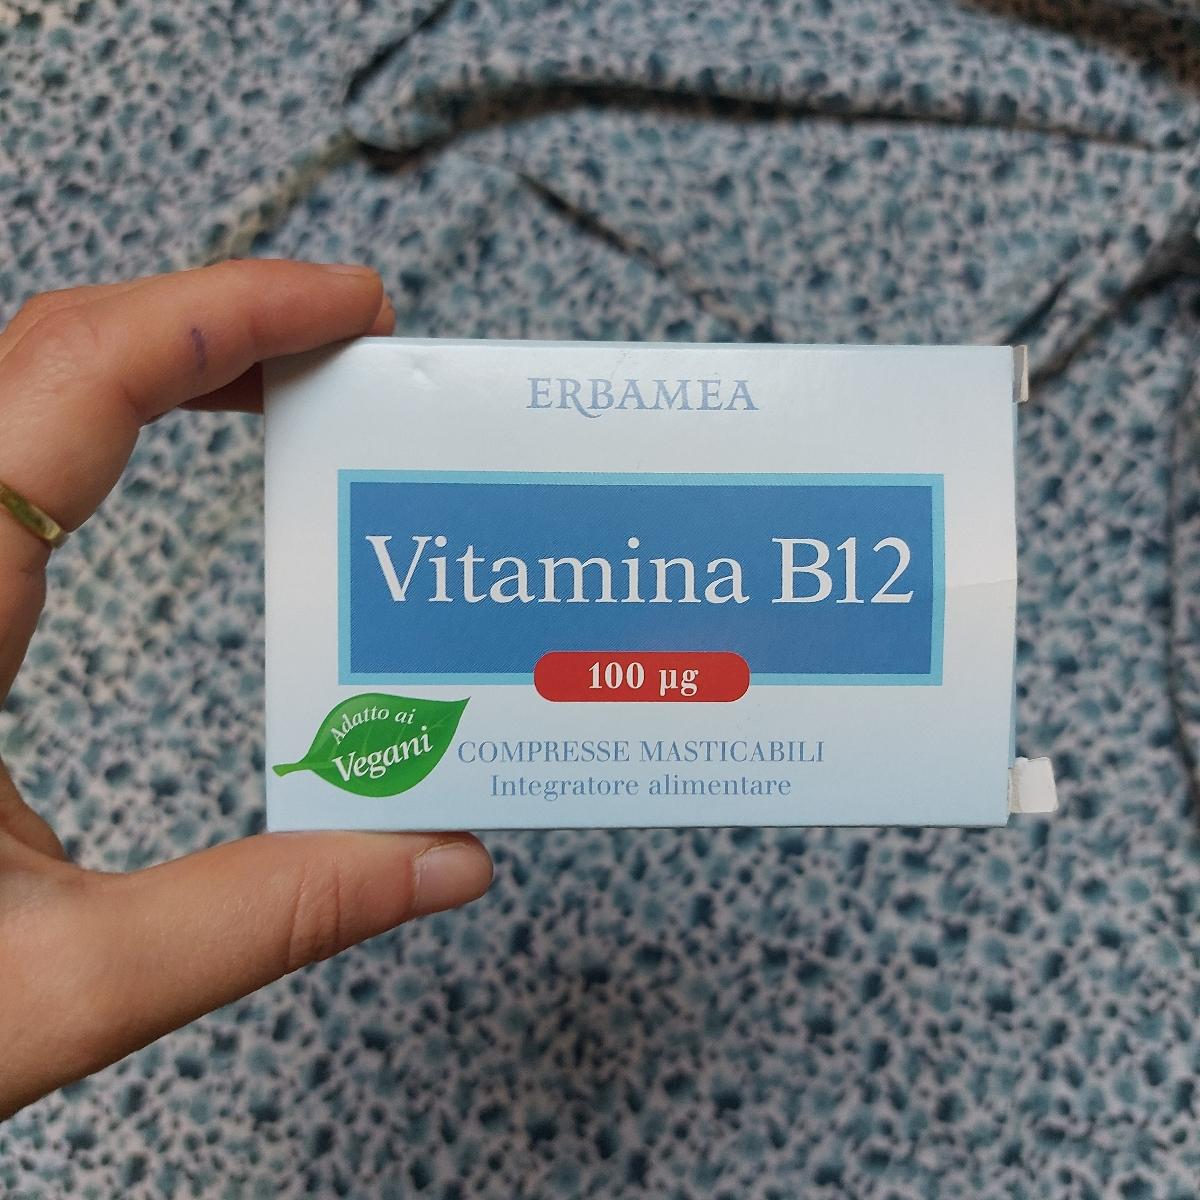 ERBAMEA
Vitamina B12
100 µg
Adatto ai
Vegani
COMPRESSE MASTICABILI
Integratore alimentare